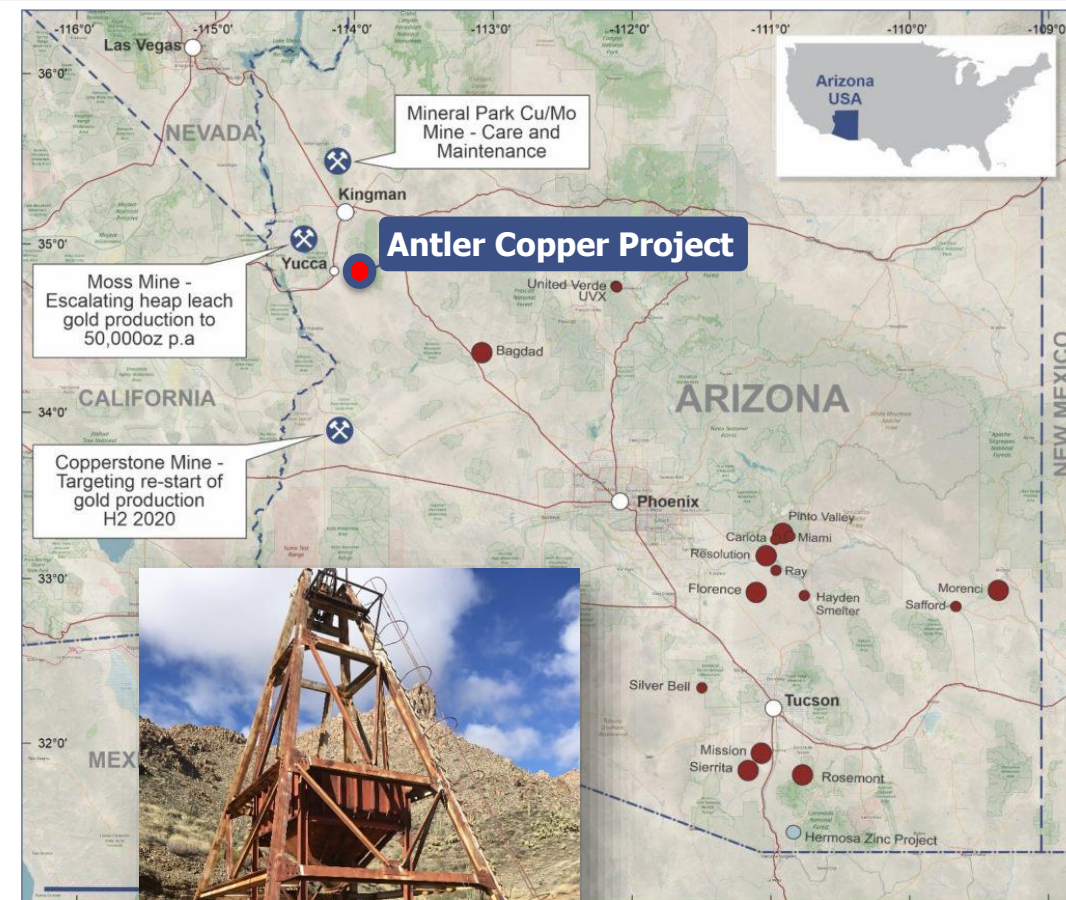 -116°0'
-115°0'
-114°0'
-113°0'
-112°0'
-111°0'
-110°0'
-109°0'
Las Vegas
36°0'
Arizona
USA
Mineral Park Cu/Mo
Mine - Care and
Maintenance
NEVADA
Kingman
35°0'
Antler Copper Project
Yucca
Moss Mine -
Escalating heap leach
gold production to
50,000oz p.a
United Verde
UVX
Bagdad
CALIFORNIA
34°0'
ARIZONA
NEW MEXICO
Copperstone Mine -
Targeting re-start of
gold production
H2 2020
Phoenix
Pinto Valley
Carlota
Miami
Resolution
Ray
33°0'
Florence
Hayden
Smelter
Morenci
Safford
Silver Bell
Tucson
32°0'
MEX
Mission
Sierrita
Rosemont
Hermosa Zinc Project